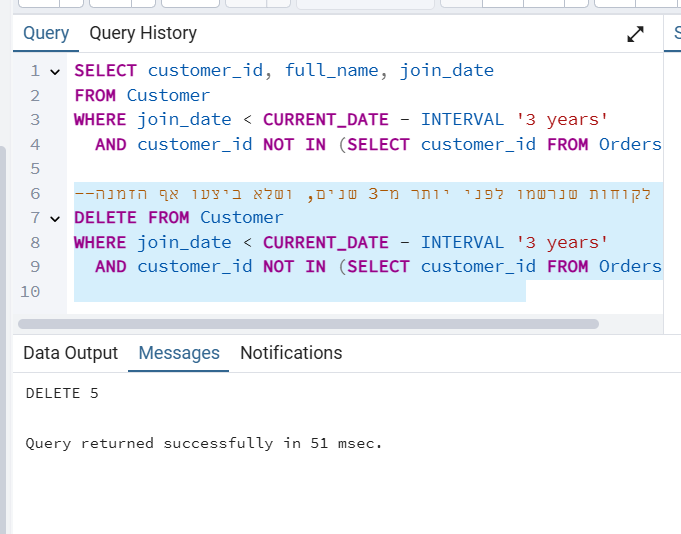 Query Query History
S
1 SELECT customer_id, full_name, join_date
2 FROM Customer
3 WHERE join_date < CURRENT_DATE - INTERVAL '3 years'
4 AND customer_id NOT IN (SELECT customer_id FROM Orders
5
6 --לקוחות שנרשמו לפני יותר מ־3 שנים, ושלא ביצעו אף הזמנה
7 DELETE FROM Customer
8 WHERE join_date < CURRENT_DATE - INTERVAL '3 years'
9 AND customer_id NOT IN (SELECT customer_id FROM Orders
10
Data Output Messages Notifications
DELETE 5
Query returned successfully in 51 msec.